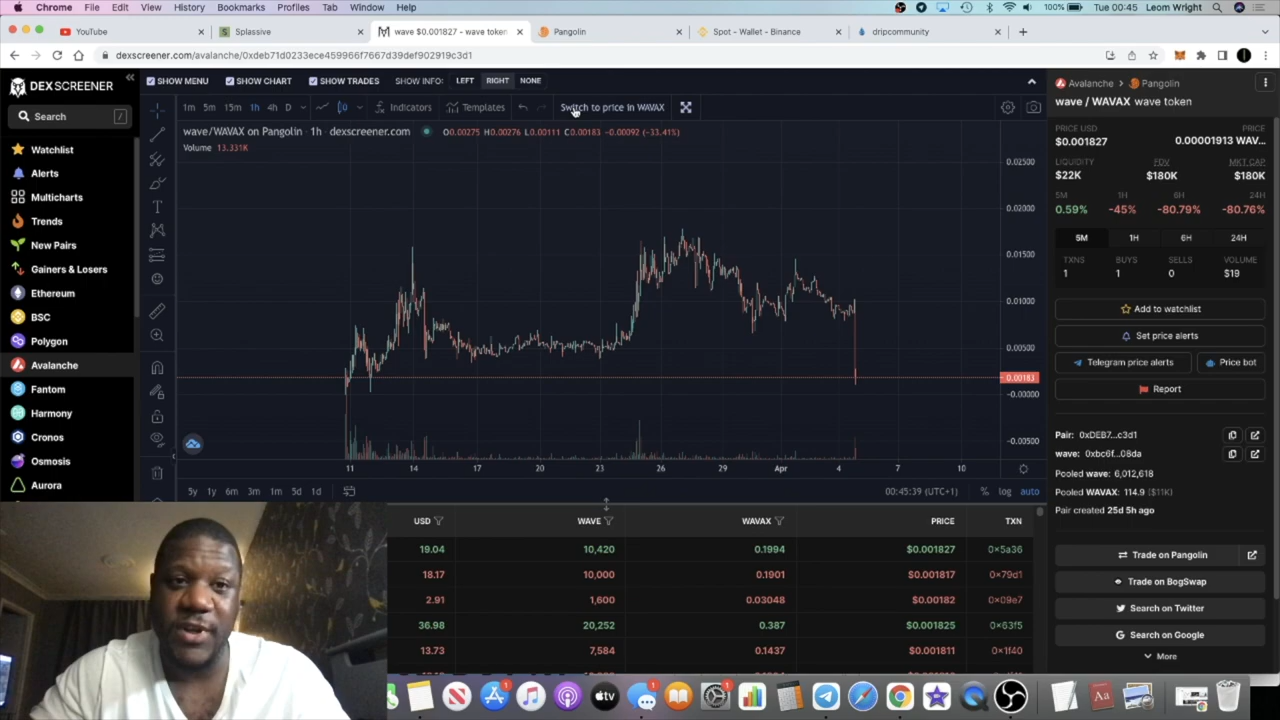 Chrome File Edit View History Bookmarks Profiles Tab Window Help 100% Tue 00:45 Leom Wright
YouTube × Splassive × wave $0.001827 - wave token × Pangolin × Spot - Wallet - Binance × dripcommunity × +
dexscreener.com/avalanche/0xdeb71d0233ece459966f7667d39def902919c3d1
DEXSCREENER
Search /
Watchlist
Alerts
Multicharts
Trends
New Pairs
Gainers & Losers
Ethereum
BSC
Polygon
Avalanche
Fantom
Harmony
Cronos
Osmosis
Aurora
SHOW MENU SHOW CHART SHOW TRADES SHOW INFO: LEFT RIGHT NONE
1m 5m 15m 1h 4h D Indicators Templates Switch to price in WAVAX
wave/WAVAX on Pangolin · 1h · dexscreener.com O0.00275 H0.00276 L0.00111 C0.00183 -0.00092 (-33.41%)
Volume 13.331K
0.02500
0.02000
0.01500
0.01000
0.00500
0.00183
-0.00000
-0.00500
11 14 17 20 23 26 29 Apr 4 7 10
5y 1y 6m 3m 1m 5d 1d 00:45:39 (UTC+1) % log auto
USD WAVE WAVAX PRICE TXN
19.04 10,420 0.1994 $0.001827 0×5a36
18.17 10,000 0.1901 $0.001817 0×79d1
2.91 1,600 0.03048 $0.00182 0×09e7
36.98 20,252 0.387 $0.001825 0×63f5
13.73 7,584 0.1437 $0.001811 0×1f40
Avalanche > Pangolin
wave / WAVAX wave token
PRICE USD PRICE
$0.001827 0.00001913 WAV...
LIQUIDITY FDV MKT CAP
$22K $180K $180K
5M 1H 6H 24H
0.59% -45% -80.79% -80.76%
5M 1H 6H 24H
TXNS BUYS SELLS VOLUME
1 1 0 $19
Add to watchlist
Set price alerts
Telegram price alerts Price bot
Report
Pair: 0xDEB7...c3d1
wave: 0xbc6f...08da
Pooled wave: 6,012,618
Pooled WAVAX: 114.9 ($11K)
Pair created 25d 5h ago
Trade on Pangolin
Trade on BogSwap
Search on Twitter
Search on Google
More